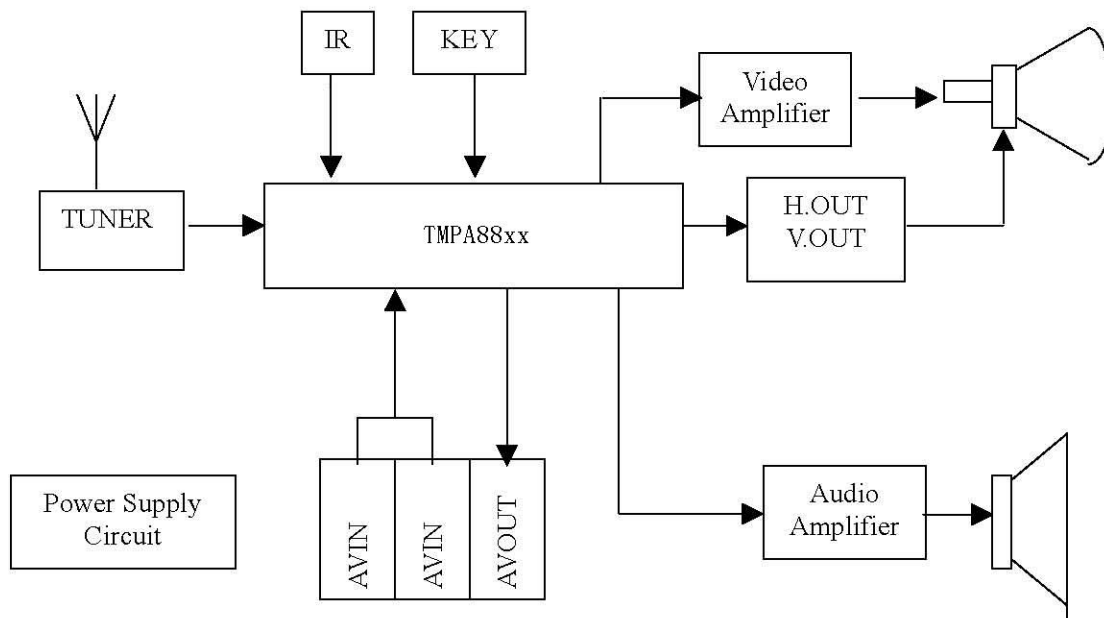 IR
KEY
Video
Amplifier
TUNER
TMPA88xx
H.OUT
V.OUT
Power Supply
Circuit
AVIN
AVIN
AVOUT
Audio
Amplifier